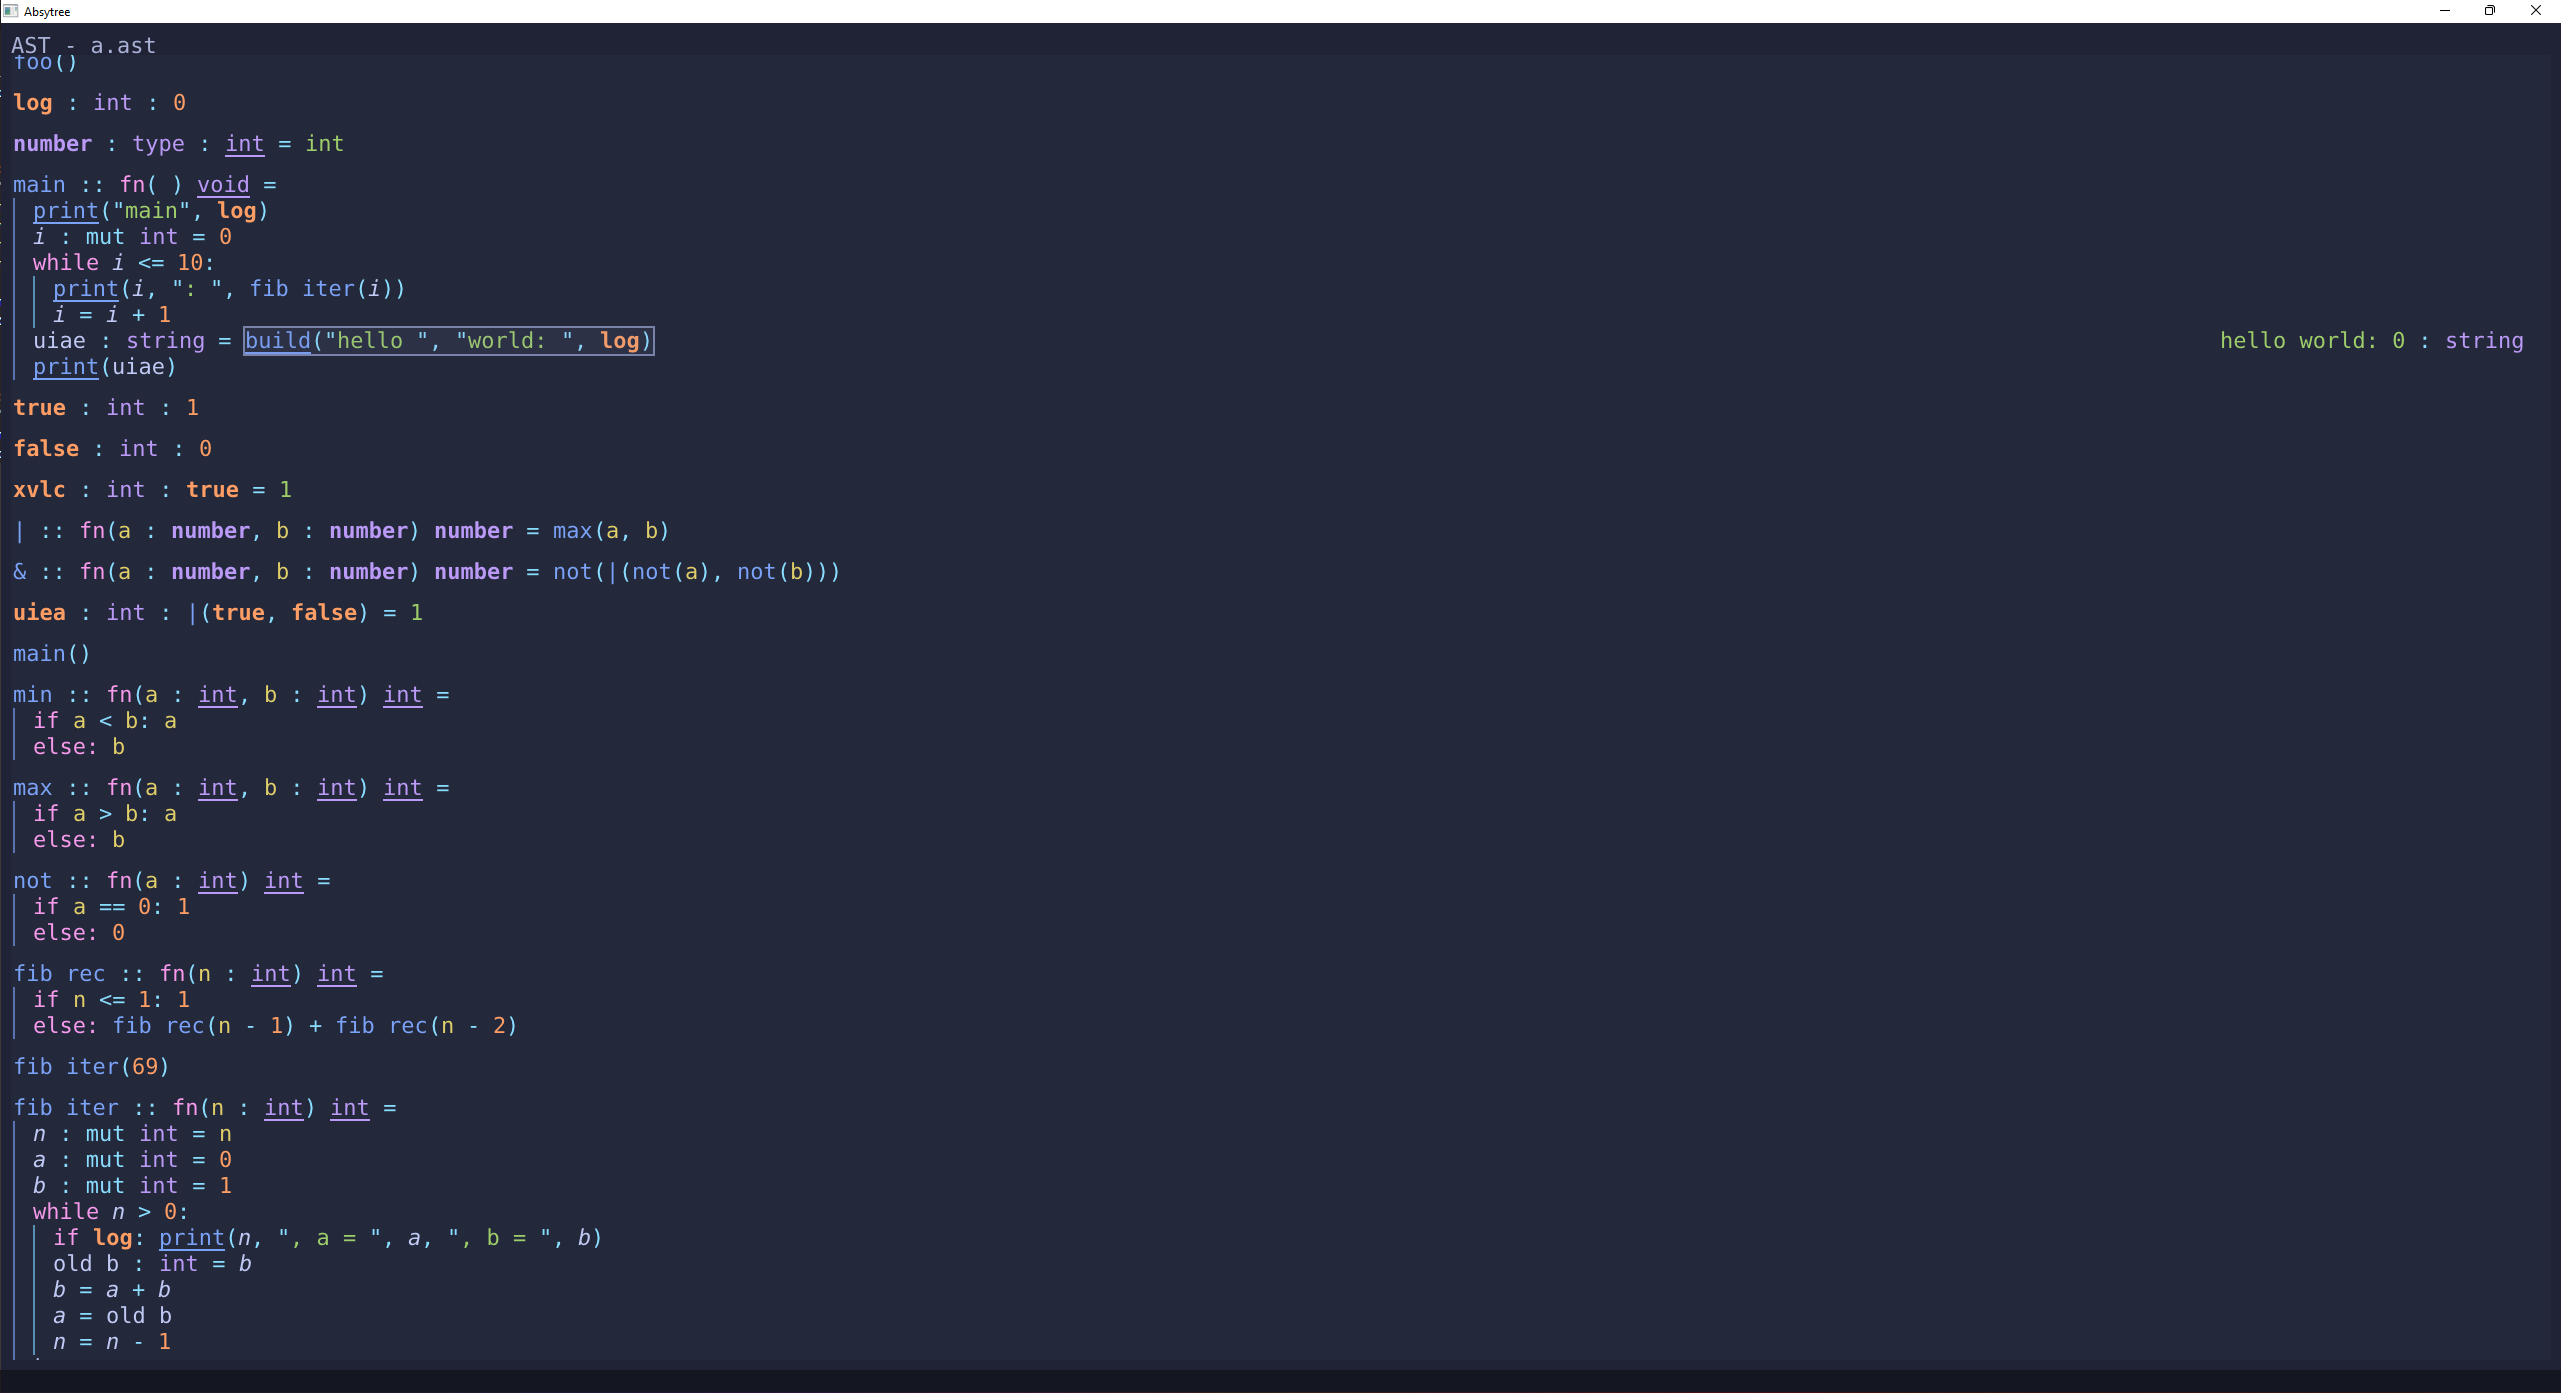 Absytree
AST - a.ast
foo()
log : int : 0
number : type : int = int
main :: fn( ) void =
print("main", log)
i : mut int = 0
while i <= 10:
print(i, ": ", fib iter(i))
i = i + 1
uiae : string = build("hello ", "world: ", log) hello world: 0 : string
print(uiae)
true : int : 1
false : int : 0
xvlc : int : true = 1
| :: fn(a : number, b : number) number = max(a, b)
& :: fn(a : number, b : number) number = not(|(not(a), not(b)))
uiea : int : |(true, false) = 1
main()
min :: fn(a : int, b : int) int =
if a < b: a
else: b
max :: fn(a : int, b : int) int =
if a > b: a
else: b
not :: fn(a : int) int =
if a == 0: 1
else: 0
fib rec :: fn(n : int) int =
if n <= 1: 1
else: fib rec(n - 1) + fib rec(n - 2)
fib iter(69)
fib iter :: fn(n : int) int =
n : mut int = n
a : mut int = 0
b : mut int = 1
while n > 0:
if log: print(n, ", a = ", a, ", b = ", b)
old b : int = b
b = a + b
a = old b
n = n - 1